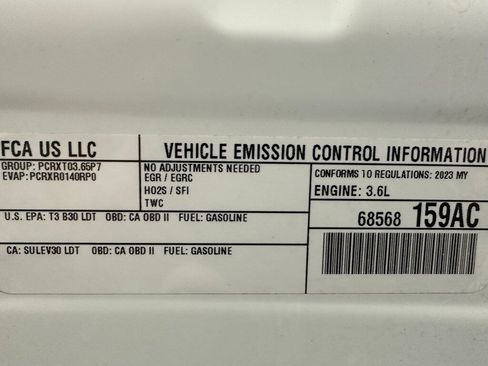 FCA US LLC
VEHICLE EMISSION CONTROL INFORMATION
GROUP: PCRXT03.65P7
EVAP: PCRXR0140RP0
NO ADJUSTMENTS NEEDED
EGR / EGRC
HO2S / SFI
TWC
CONFORMS TO REGULATIONS: 2023 MY
ENGINE: 3.6L
U.S. EPA: T3 B30 LDT OBD: CA OBD II FUEL: GASOLINE
68568 159AC
CA: SULEV30 LDT OBD: CA OBD II FUEL: GASOLINE